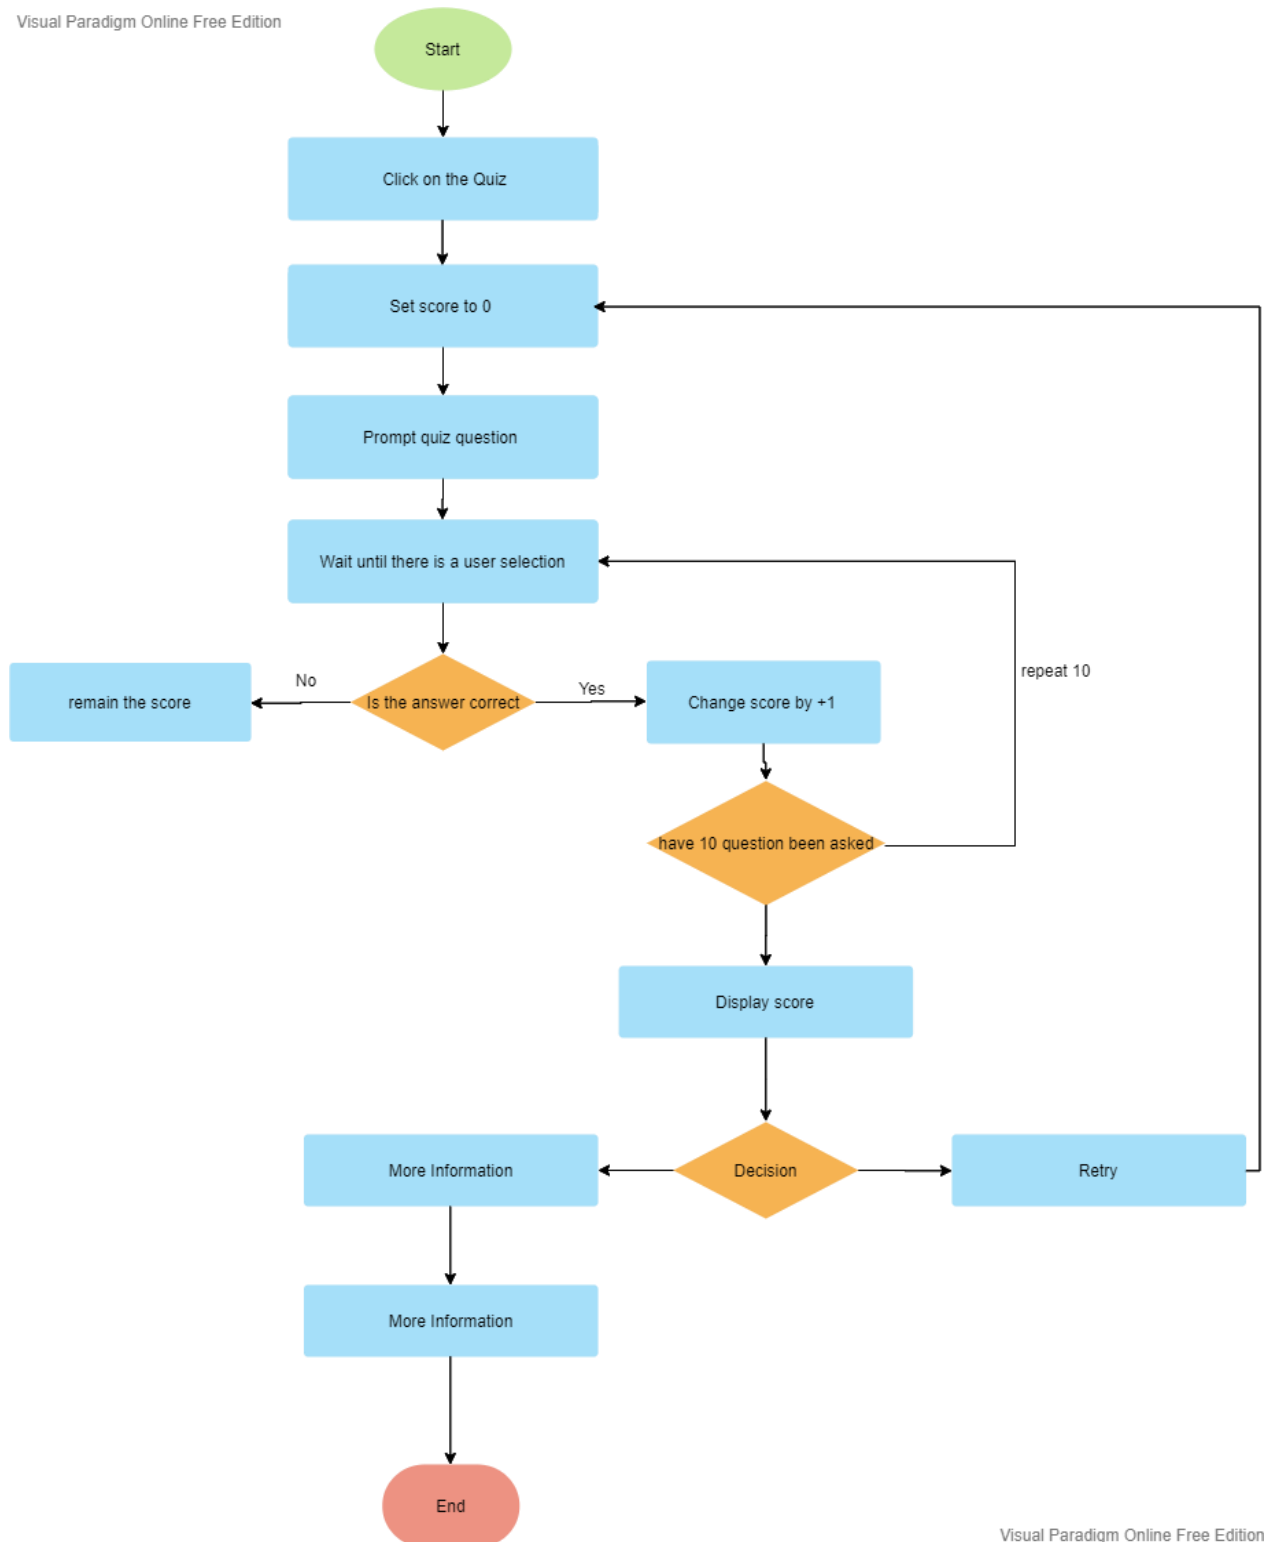 Visual Paradigm Online Free Edition
Start
Click on the Quiz
Set score to 0
Prompt quiz question
Wait until there is a user selection
repeat 10
No
Yes
remain the score
Is the answer correct
Change score by +1
have 10 question been asked
Display score
More Information
Decision
Retry
More Information
End
Visual Paradigm Online Free Edition